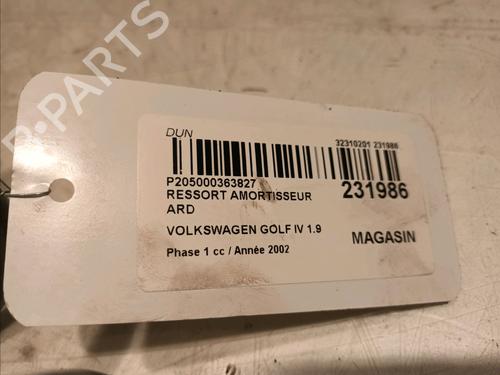 DUN
32310201 231986
P205000363827
RESSORT AMORTISSEUR
231986
ARD
VOLKSWAGEN GOLF IV 1.9
MAGASIN
Phase 1 cc / Année 2002
-PARTS